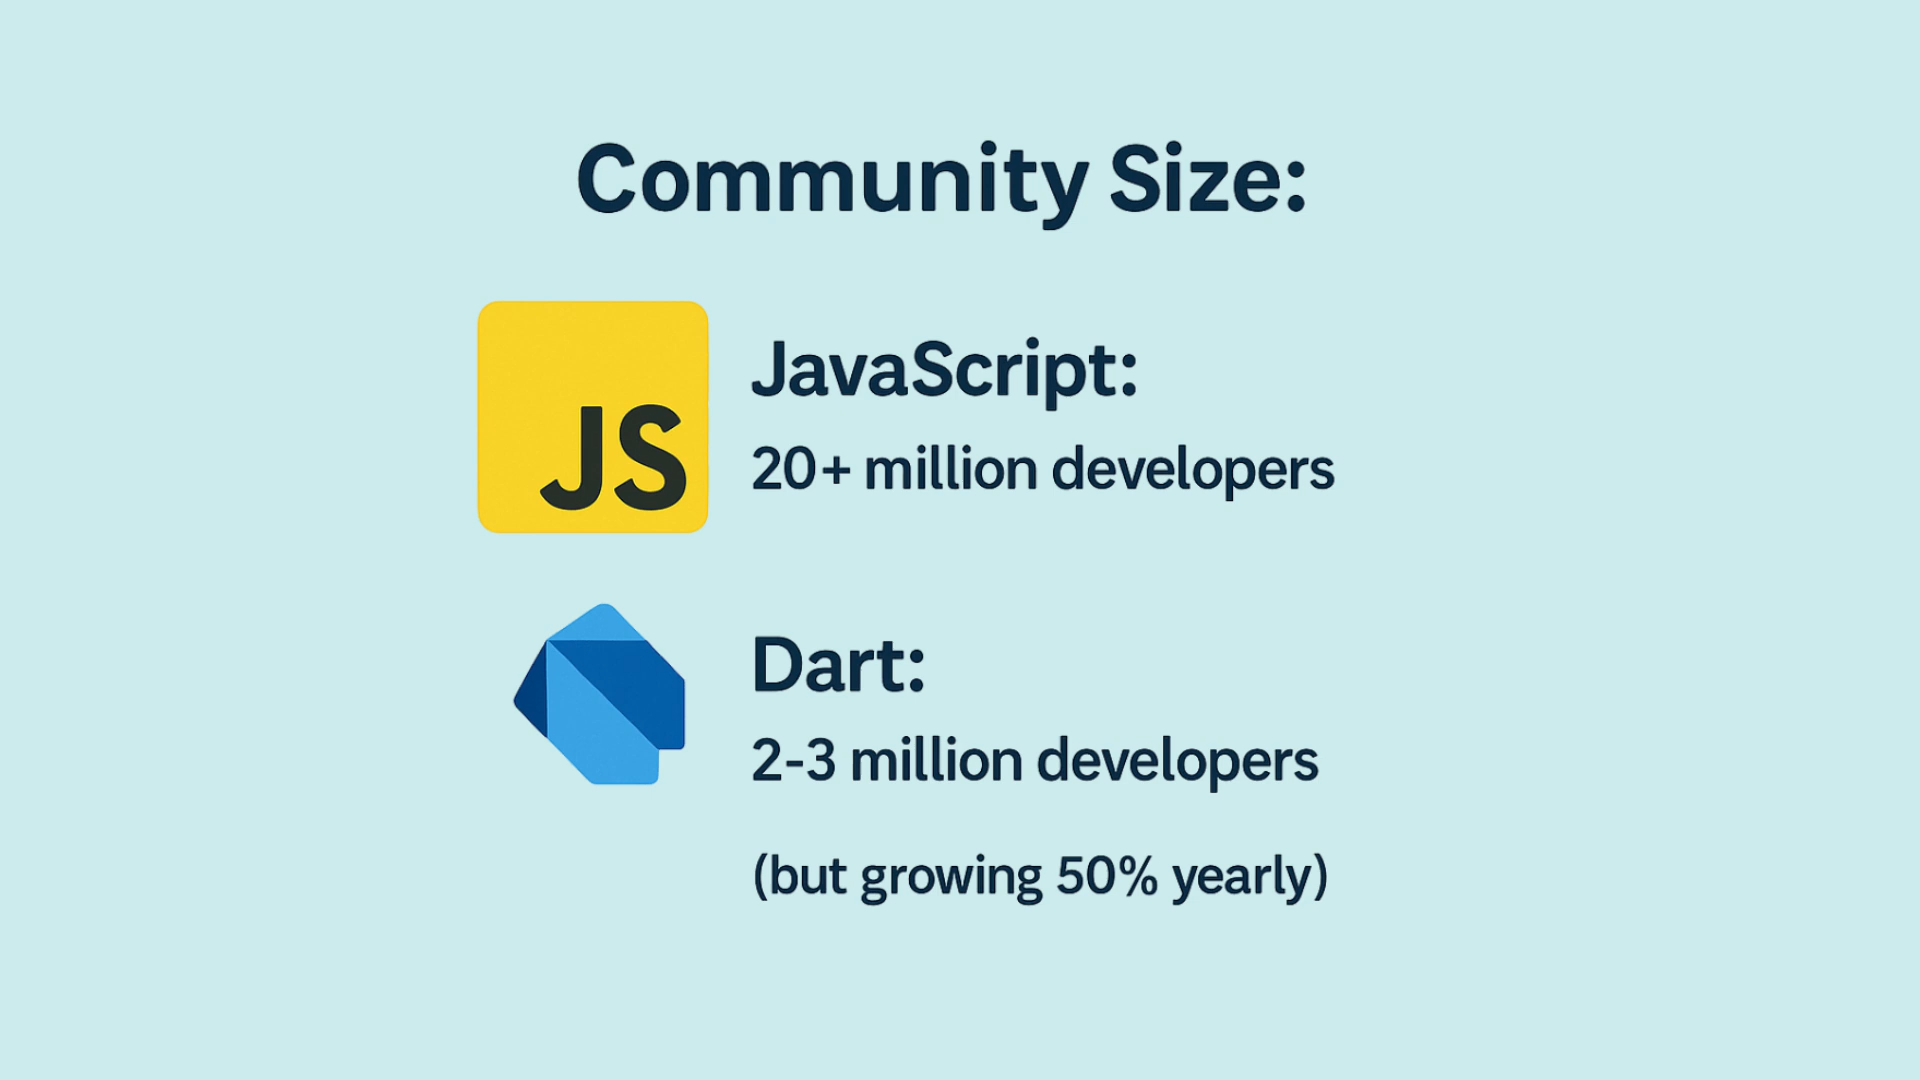 Community Size:
JS
JavaScript:
20+ million developers
Dart:
2-3 million developers
(but growing 50% yearly)